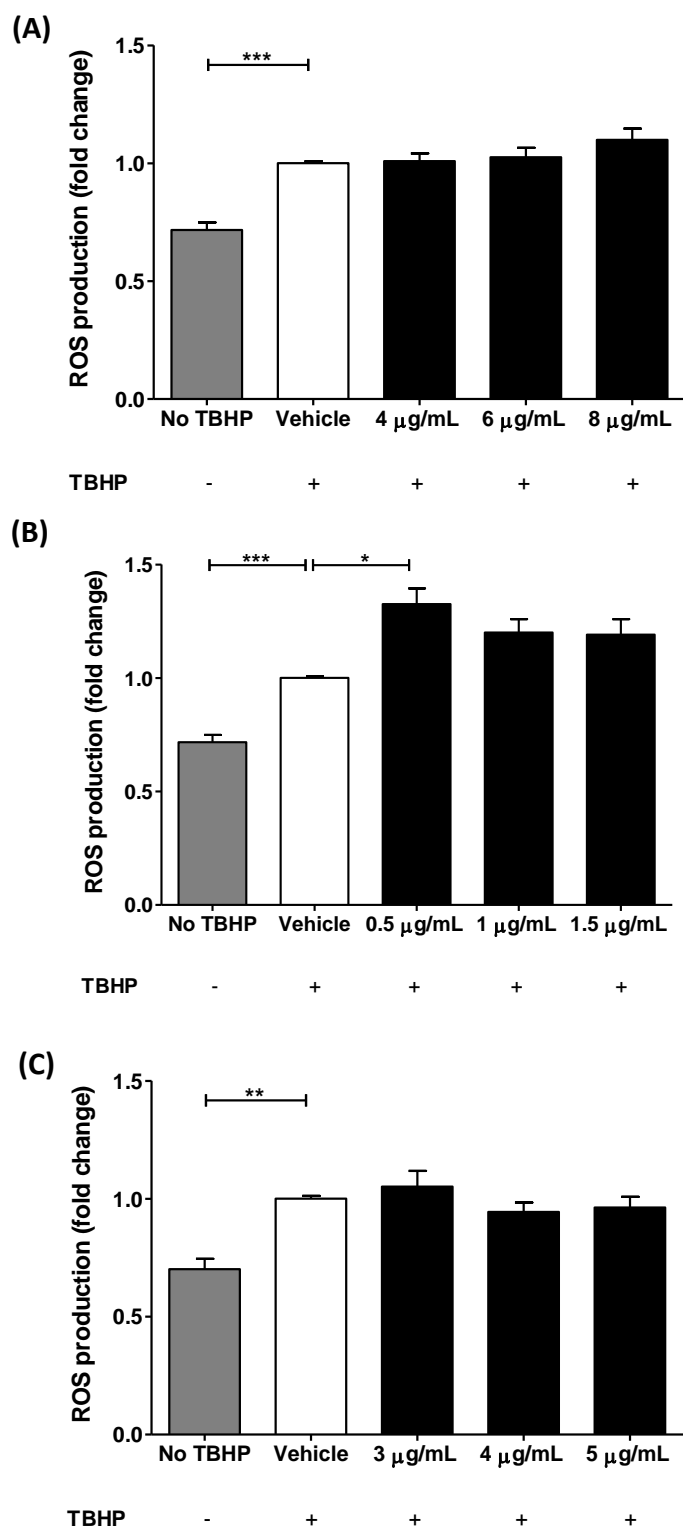 (A)
ROS production (fold change)
1.5
1.0
0.5
0.0
***
No TBHP Vehicle 4 μg/mL 6 μg/mL 8 μg/mL
TBHP - + + + +
(B)
ROS production (fold change)
1.5
1.0
0.5
0.0
*** *
No TBHP Vehicle 0.5 μg/mL 1 μg/mL 1.5 μg/mL
TBHP - + + + +
(C)
ROS production (fold change)
1.5
1.0
0.5
0.0
**
No TBHP Vehicle 3 μg/mL 4 μg/mL 5 μg/mL
TBHP - + + + +